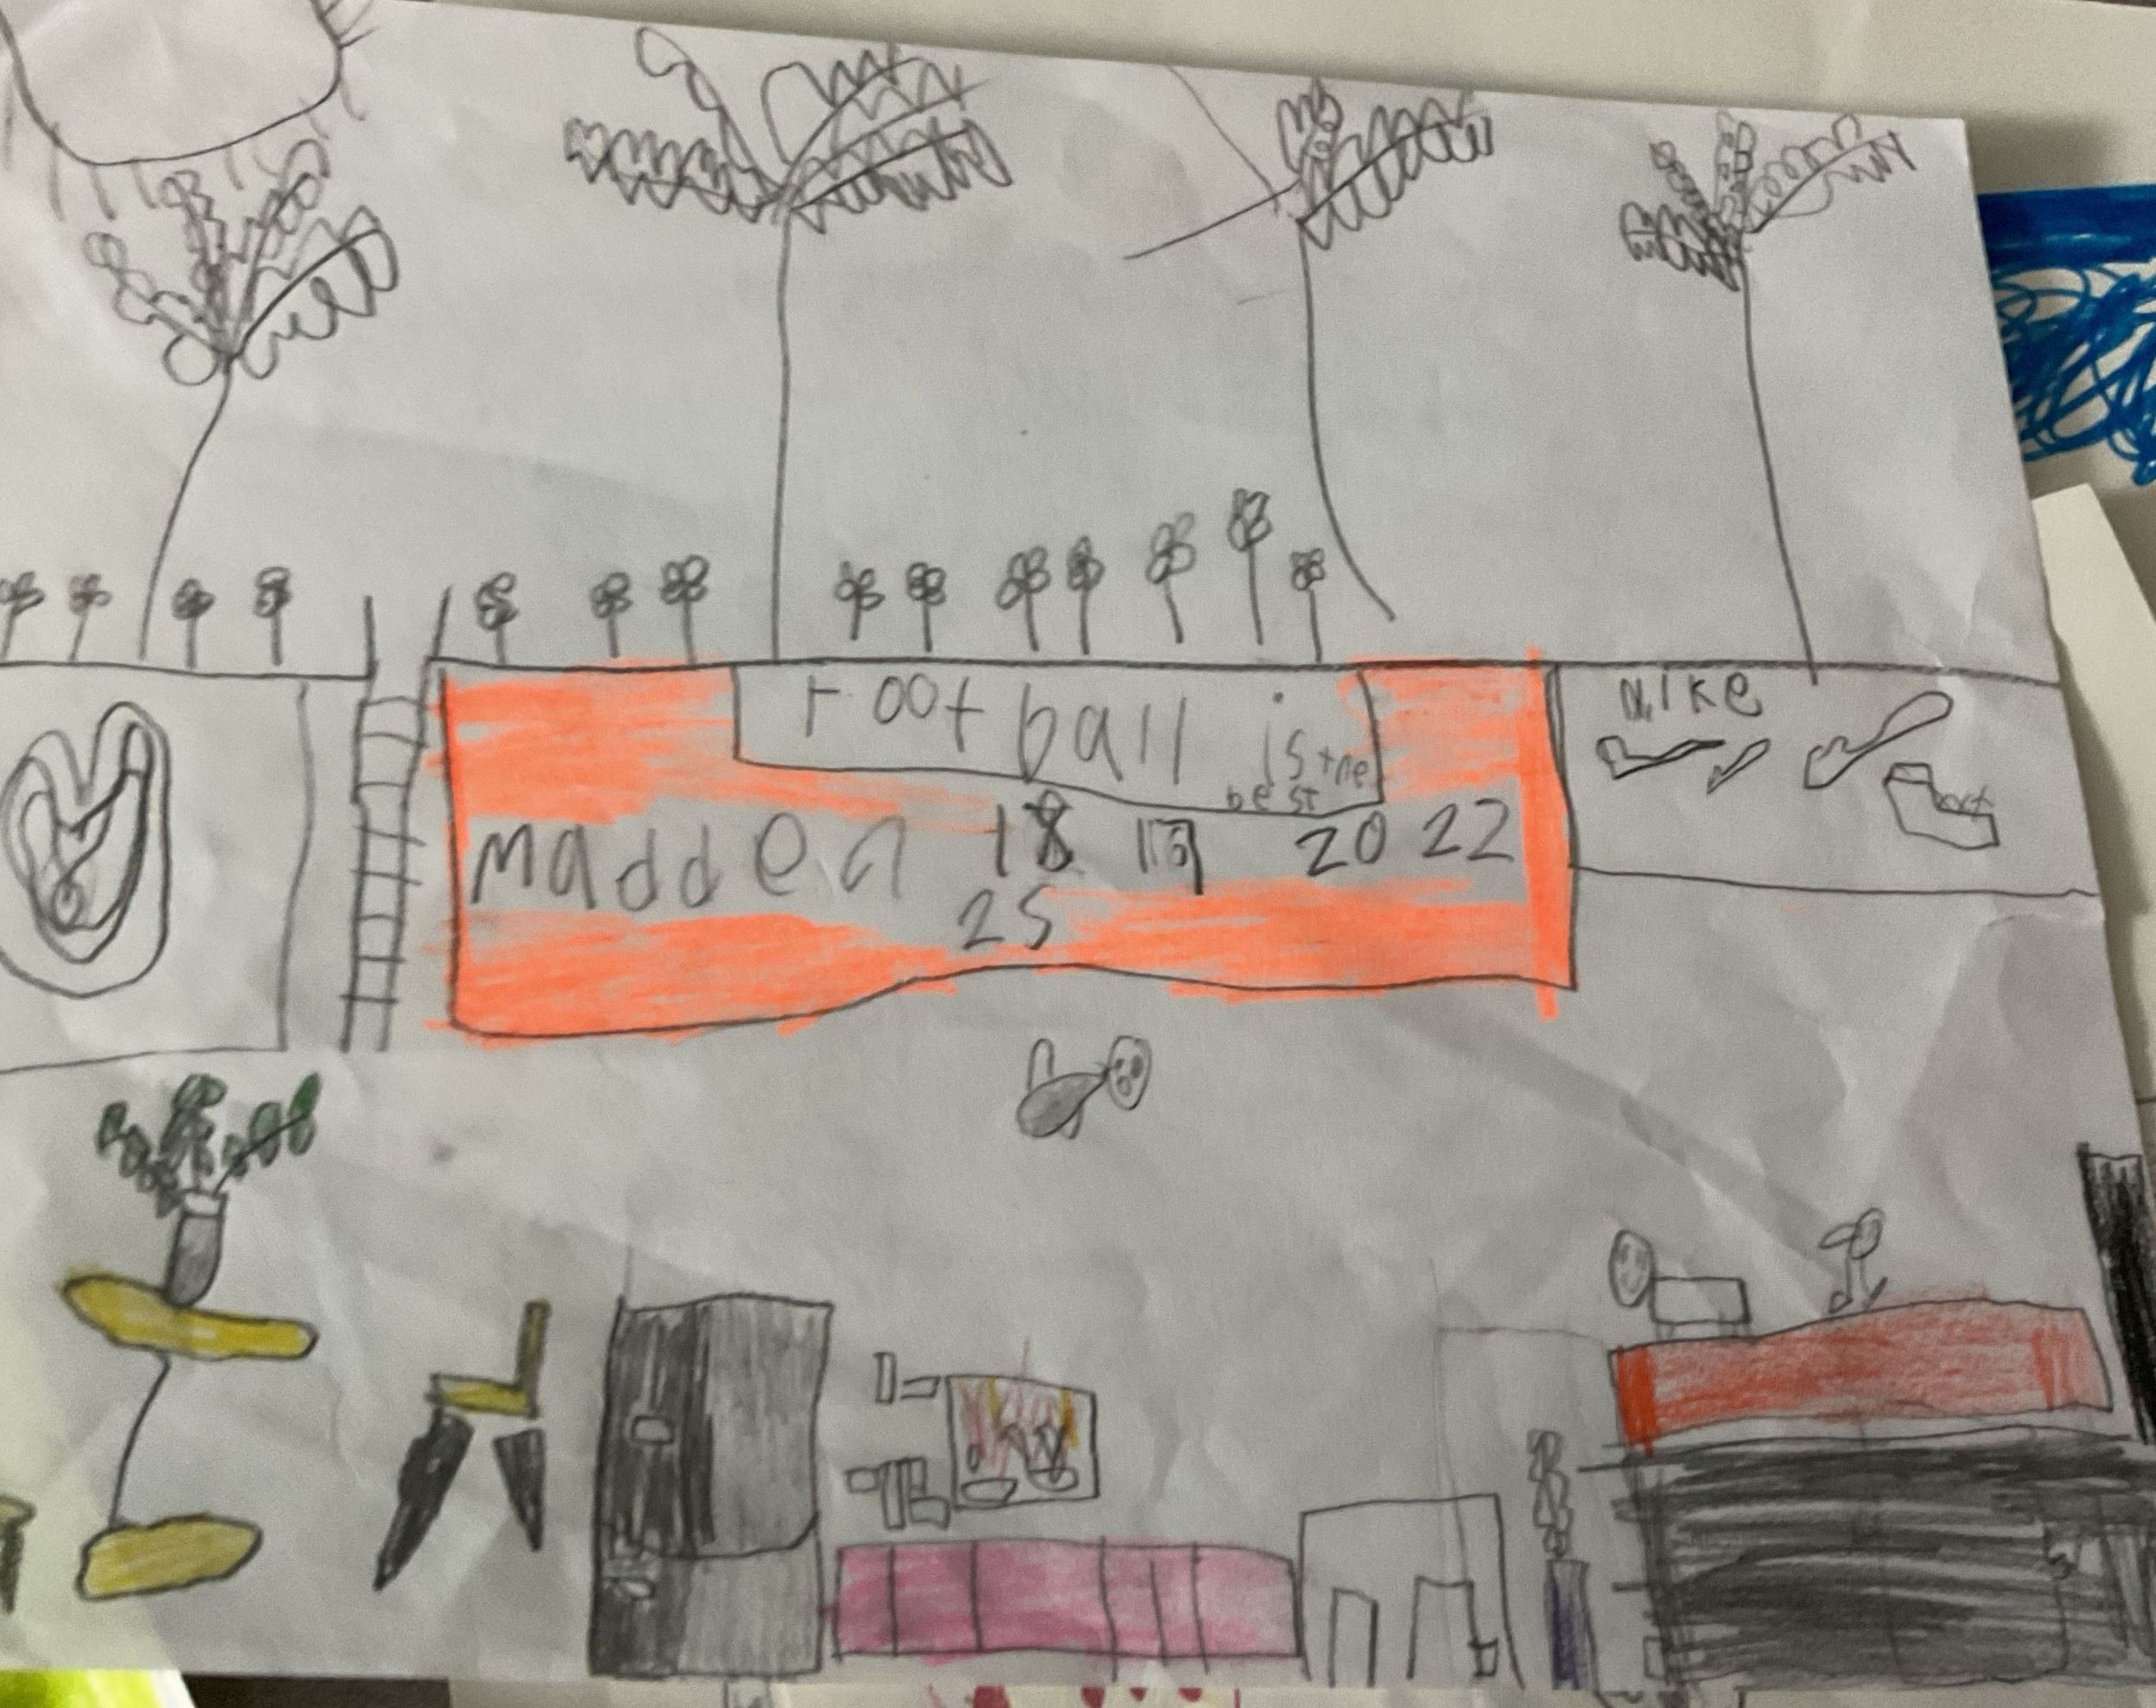 Football is the
best
Nike
madden 18 19 20 22
25